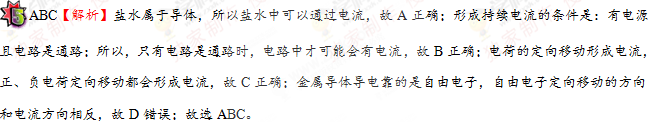 ABC【解析】盐水属于导体，所以盐水中可以通过电流，故 A 正确；形成持续电流的条件是：有电源
且电路是通路；所以，只有电路是通路时，电路中才可能会有电流，故 B 正确；电荷的定向移动形成电流，
正、负电荷定向移动都会形成电流，故 C 正确；金属导体导电靠的是自由电子，自由电子定向移动的方向
和电流方向相反，故 D 错误；故选 ABC。